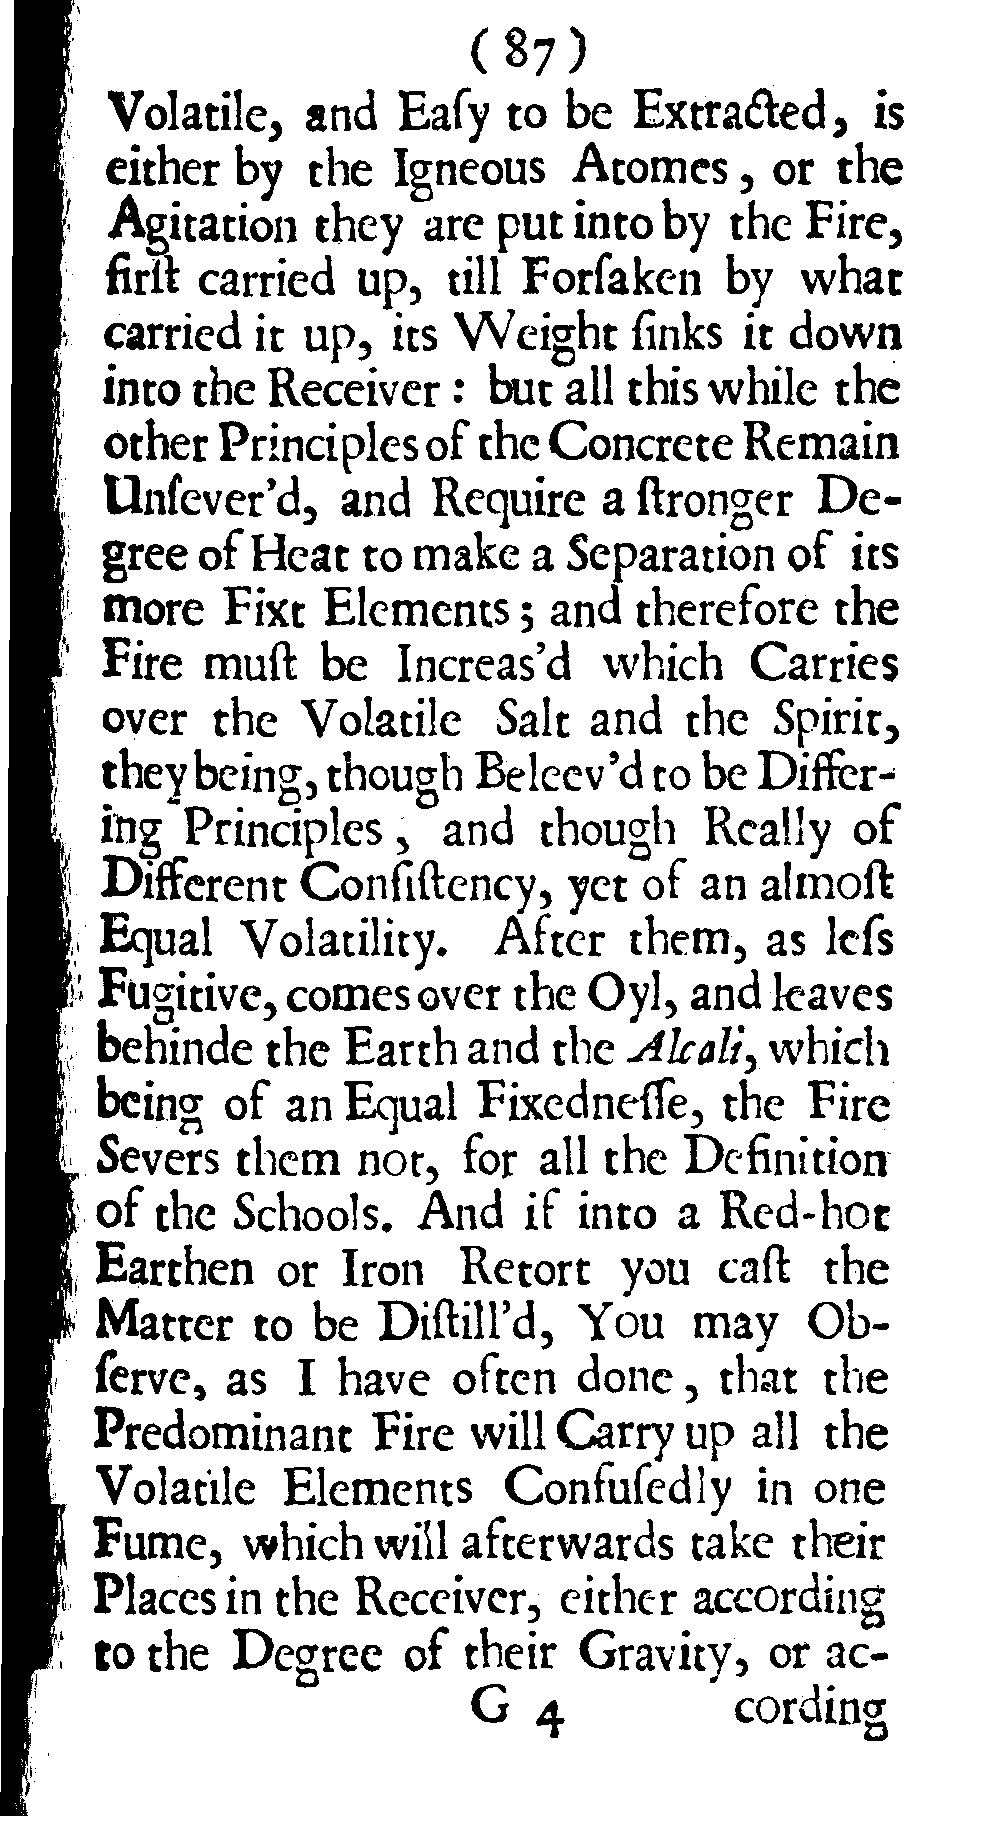 (87)
Volatile, and Eaſy to be Extracted, is
either by the Igneous Atomes, or the
Agitation they are put into by the Fire,
firſt carried up, till Forſaken by what
carried it up, its Weight ſinks it down
into the Receiver: but all this while the
other Principles of the Concrete Remain
Unſever'd, and Require a ſtronger De-
gree of Heat to make a Separation of its
more Fixt Elements; and therefore the
Fire muſt be Increas'd which Carries
over the Volatile Salt and the Spirit,
they being, though Beleev'd to be Differ-
ing Principles, and though Really of
Different Conſiſtency, yet of an almoſt
Equal Volatility. After them, as leſs
Fugitive, comes over the Oyl, and leaves
behinde the Earth and the Alcali, which
being of an Equal Fixedneſſe, the Fire
Severs them not, for all the Definition
of the Schools. And if into a Red-hot
Earthen or Iron Retort you caſt the
Matter to be Diſtill'd, You may Ob-
ſerve, as I have often done, that the
Predominant Fire will Carry up all the
Volatile Elements Confuſedly in one
Fume, which will afterwards take their
Places in the Receiver, either according
to the Degree of their Gravity, or ac-
G 4 cording